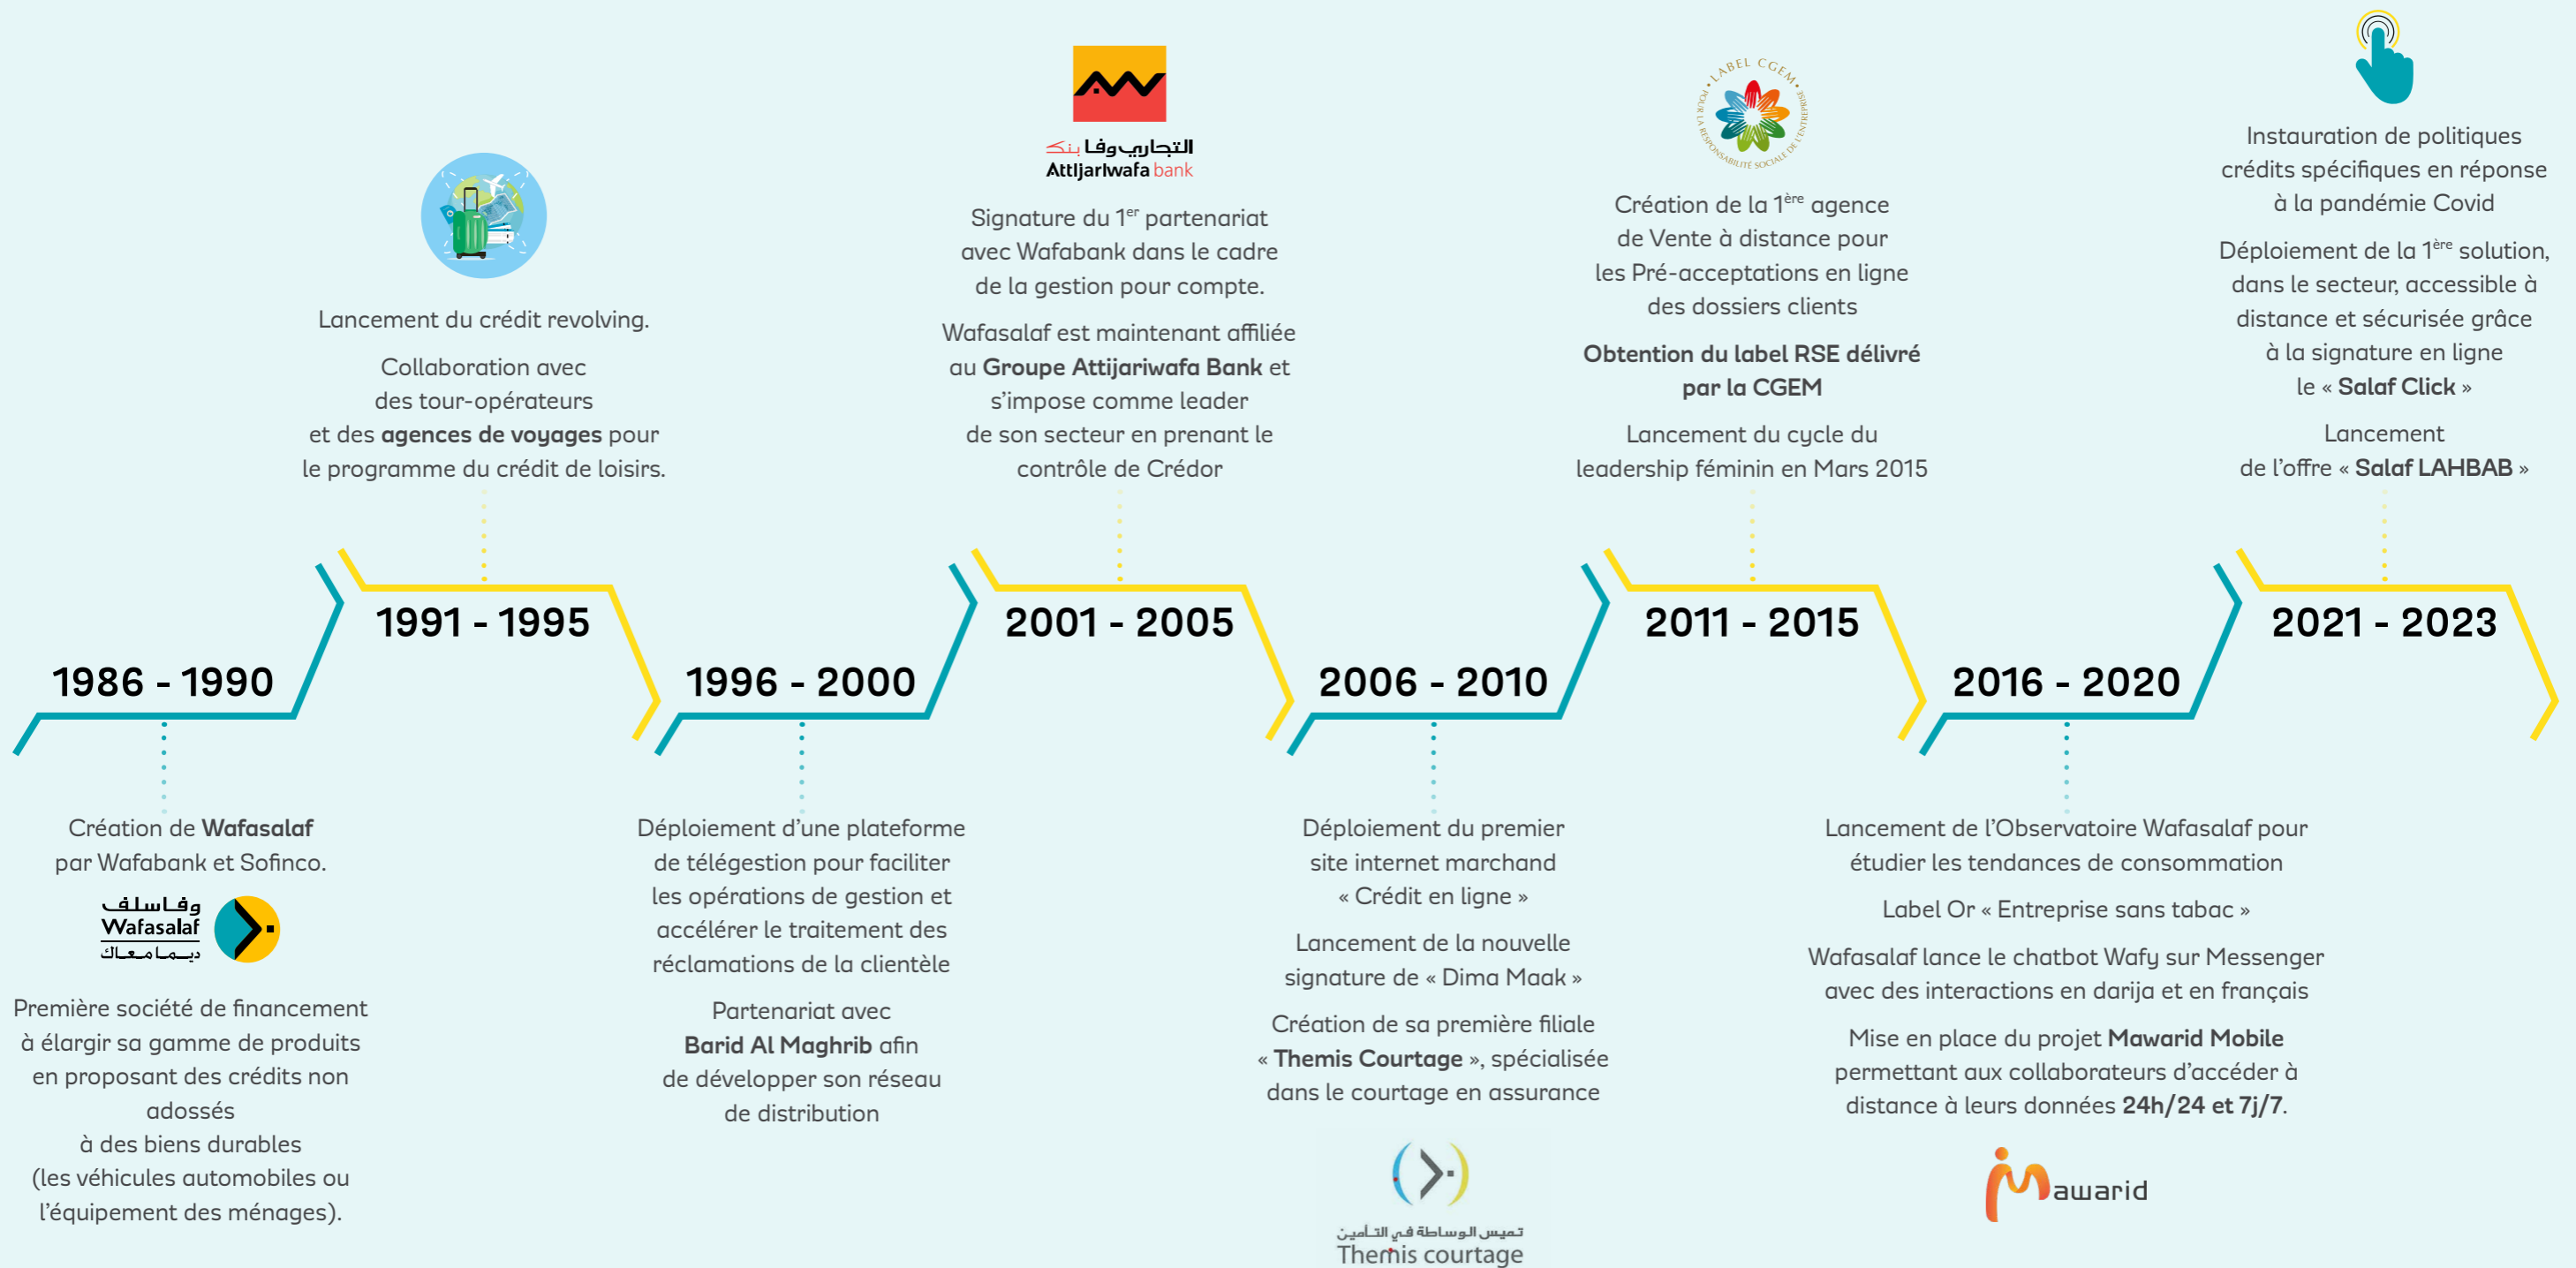 1986 - 1990
Création de Wafasalaf
par Wafabank et Sofinco.
وفاسلف
Wafasalaf
ديما معاك
Première société de financement
à élargir sa gamme de produits
en proposant des crédits non
adossés
à des biens durables
(les véhicules automobiles ou
l'équipement des ménages).
Lancement du crédit revolving.
Collaboration avec
des tour-opérateurs
et des agences de voyages pour
le programme du crédit de loisirs.
1991 - 1995
1996 - 2000
Déploiement d'une plateforme
de télégestion pour faciliter
les opérations de gestion et
accélérer le traitement des
réclamations de la clientèle
Partenariat avec
Barid Al Maghrib afin
de développer son réseau
de distribution
التجاري وفا بنك
Attijariwafa bank
Signature du 1er partenariat
avec Wafabank dans le cadre
de la gestion pour compte.
Wafasalaf est maintenant affiliée
au Groupe Attijariwafa Bank et
s'impose comme leader
de son secteur en prenant le
contrôle de Crédor
2001 - 2005
2006 - 2010
Déploiement du premier
site internet marchand
« Crédit en ligne »
Lancement de la nouvelle
signature de « Dima Maak »
Création de sa première filiale
« Themis Courtage », spécialisée
dans le courtage en assurance
تميس الوساطة في التأمين
Themis courtage
LABEL CGEM
POUR LA RESPONSABILITÉ SOCIALE DE L'ENTREPRISE
Création de la 1ère agence
de Vente à distance pour
les Pré-acceptations en ligne
des dossiers clients
Obtention du label RSE délivré
par la CGEM
Lancement du cycle du
leadership féminin en Mars 2015
2011 - 2015
2016 - 2020
Lancement de l'Observatoire Wafasalaf pour
étudier les tendances de consommation
Label Or « Entreprise sans tabac »
Wafasalaf lance le chatbot Wafy sur Messenger
avec des interactions en darija et en français
Mise en place du projet Mawarid Mobile
permettant aux collaborateurs d'accéder à
distance à leurs données 24h/24 et 7j/7.
Mawarid
Instauration de politiques
crédits spécifiques en réponse
à la pandémie Covid
Déploiement de la 1ère solution,
dans le secteur, accessible à
distance et sécurisée grâce
à la signature en ligne
le « Salaf Click »
Lancement
de l'offre « Salaf LAHBAB »
2021 - 2023